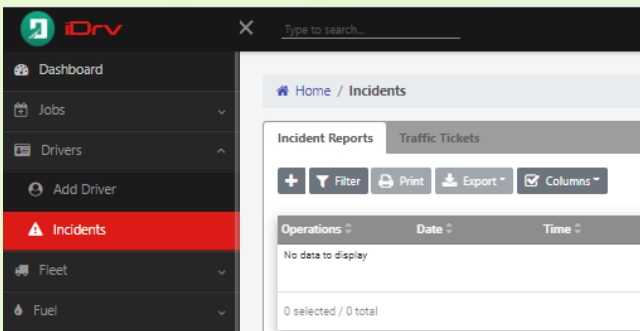 iDrv
Type to search...
Dashboard
Jobs
Drivers
Add Driver
Incidents
Fleet
Fuel
Home / Incidents
Incident Reports Traffic Tickets
+ Filter Print Export Columns
Operations Date Time
No data to display
0 selected / 0 total